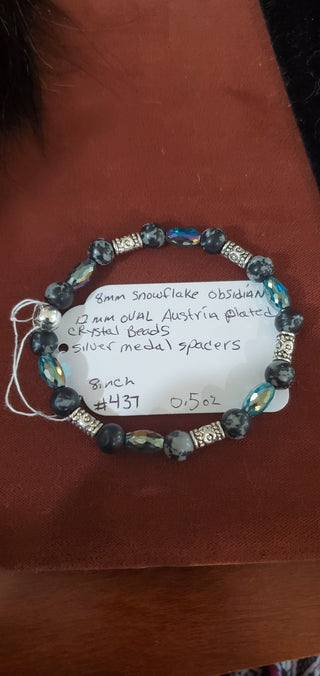 8mm snowflake obsidian
12 mm OVAL Austria plated
crystal Beads
silver medal spacers
8inch
#437 0.5oz